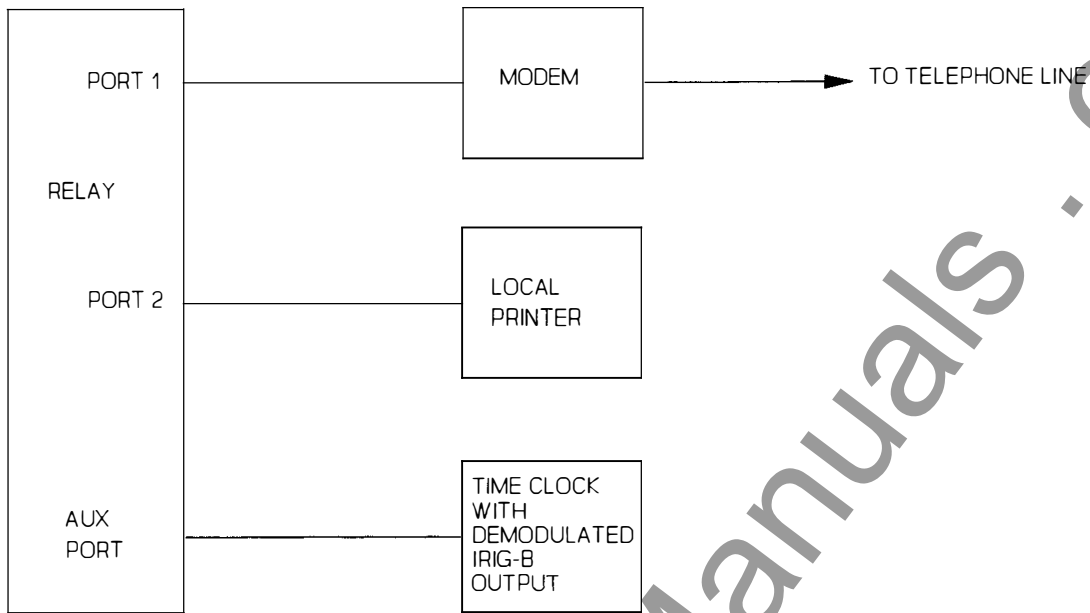 PORT 1
MODEM
TO TELEPHONE LINE
RELAY
PORT 2
LOCAL
PRINTER
AUX
PORT
TIME CLOCK
WITH
DEMODULATED
IRIG-B
OUTPUT
Manuals .